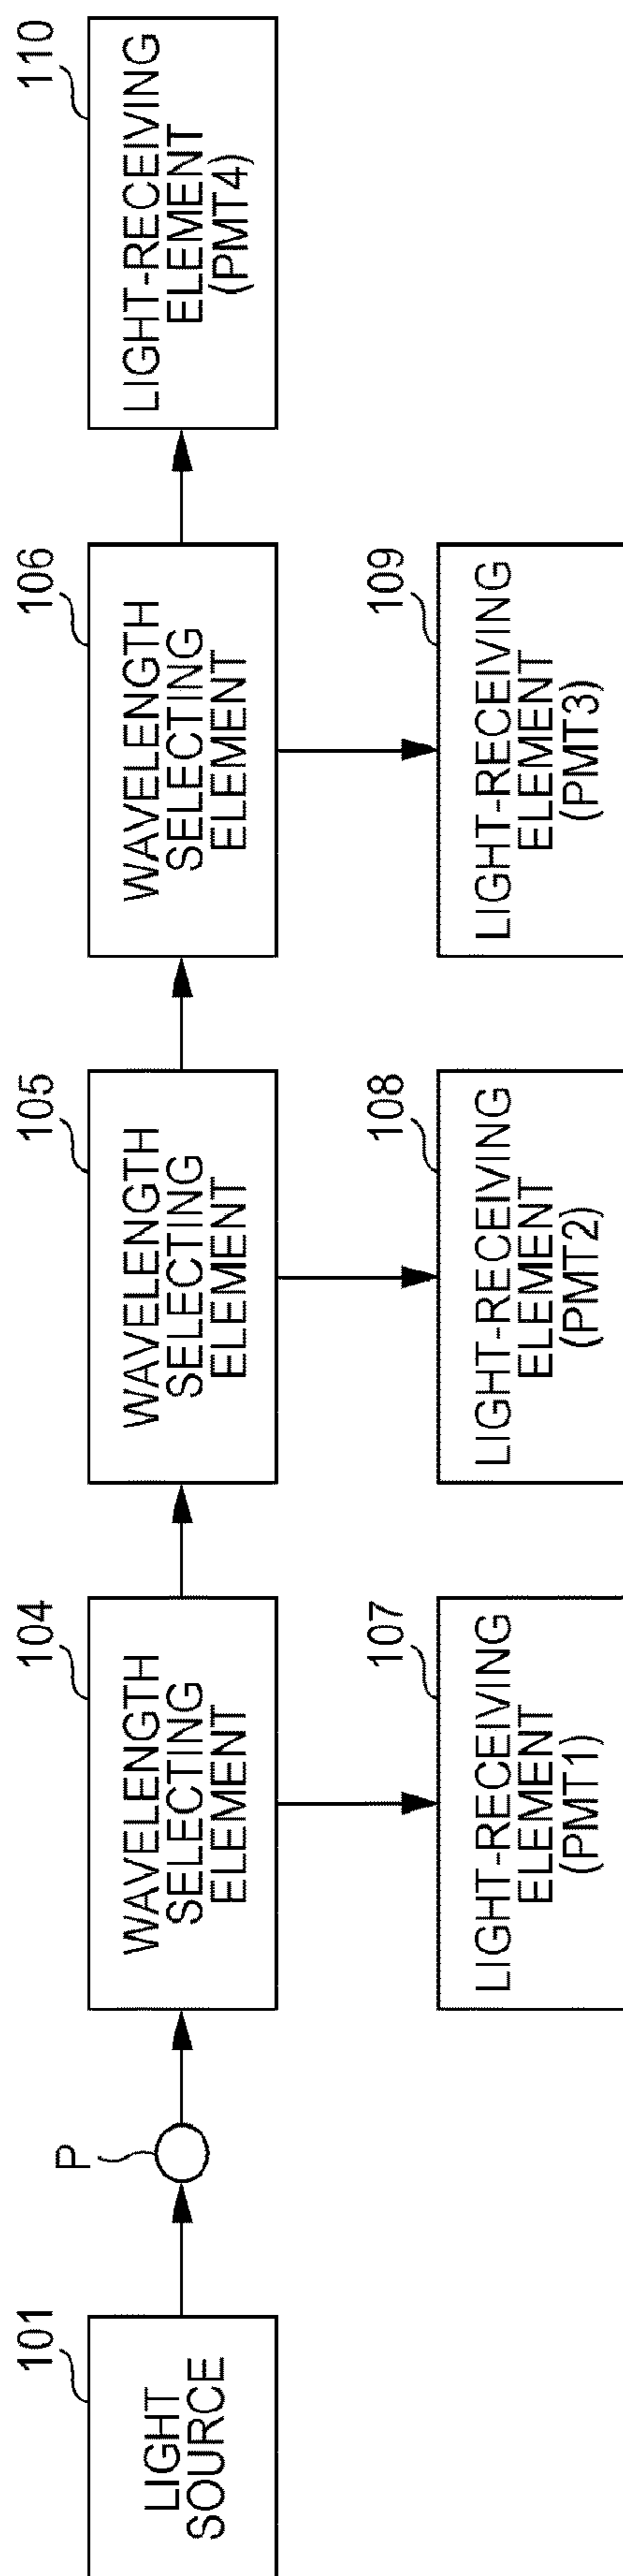 101
LIGHT
SOURCE
P
104
WAVELENGTH
SELECTING
ELEMENT
105
WAVELENGTH
SELECTING
ELEMENT
106
WAVELENGTH
SELECTING
ELEMENT
110
LIGHT-RECEIVING
ELEMENT
(PMT4)
107
LIGHT-RECEIVING
ELEMENT
(PMT1)
108
LIGHT-RECEIVING
ELEMENT
(PMT2)
109
LIGHT-RECEIVING
ELEMENT
(PMT3)